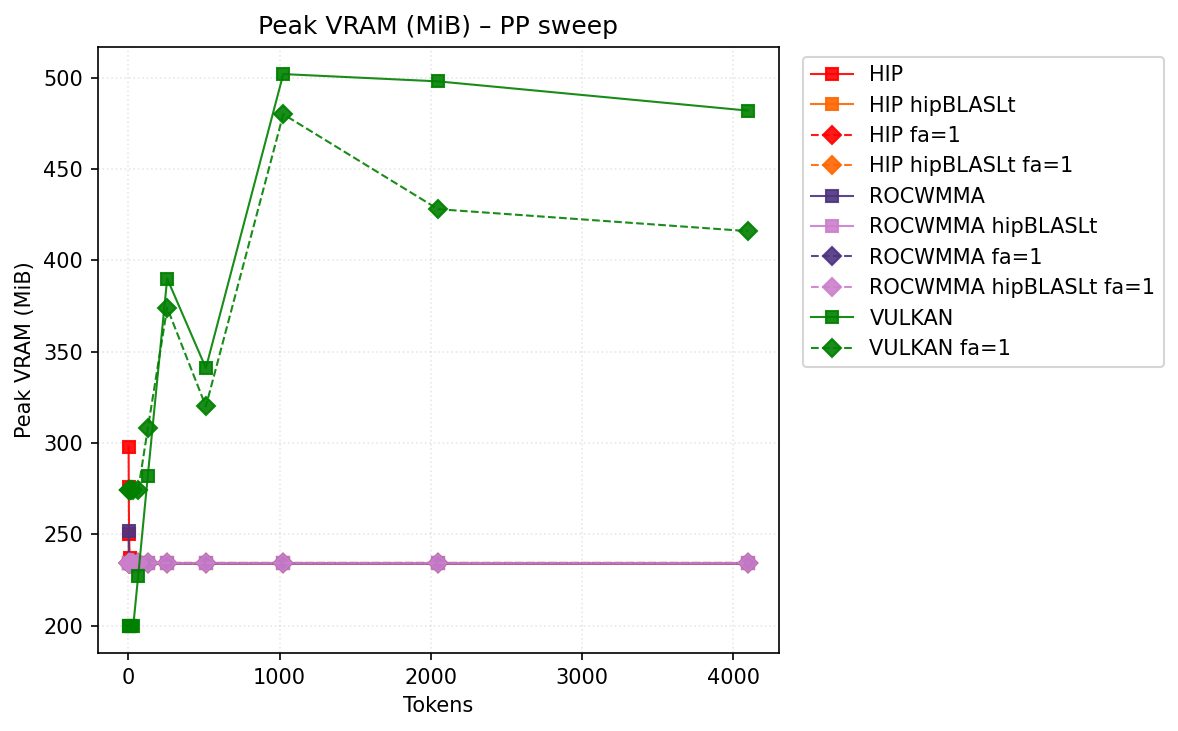 Peak VRAM (MiB) – PP sweep
Peak VRAM (MiB)
500
450
400
350
300
250
200
0
1000
2000
3000
4000
Tokens
HIP
HIP hipBLASLt
HIP fa=1
HIP hipBLASLt fa=1
ROCWMMA
ROCWMMA hipBLASLt
ROCWMMA fa=1
ROCWMMA hipBLASLt fa=1
VULKAN
VULKAN fa=1